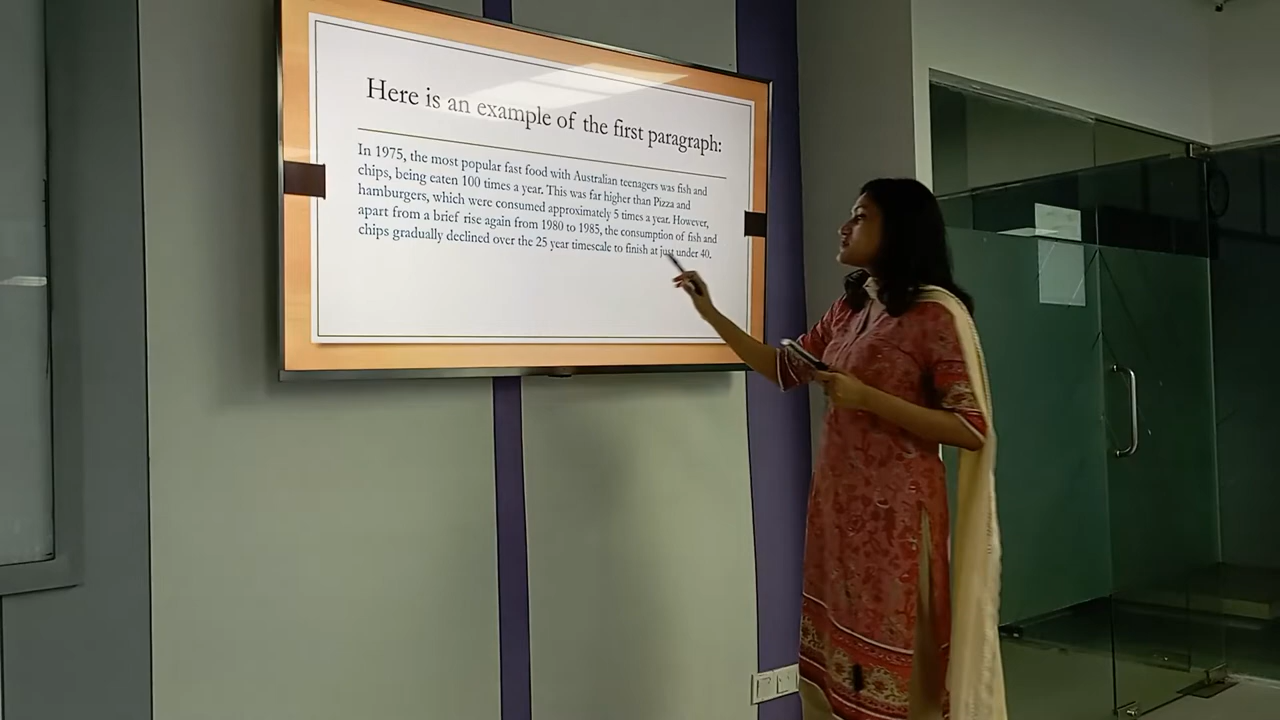 Here is an example of the first paragraph:
In 1975, the most popular fast food with Australian teenagers was fish and
chips, being eaten 100 times a year. This was far higher than Pizza and
hamburgers, which were consumed approximately 5 times a year. However,
apart from a brief rise again from 1980 to 1985, the consumption of fish and
chips gradually declined over the 25 year timescale to finish at just under 40.